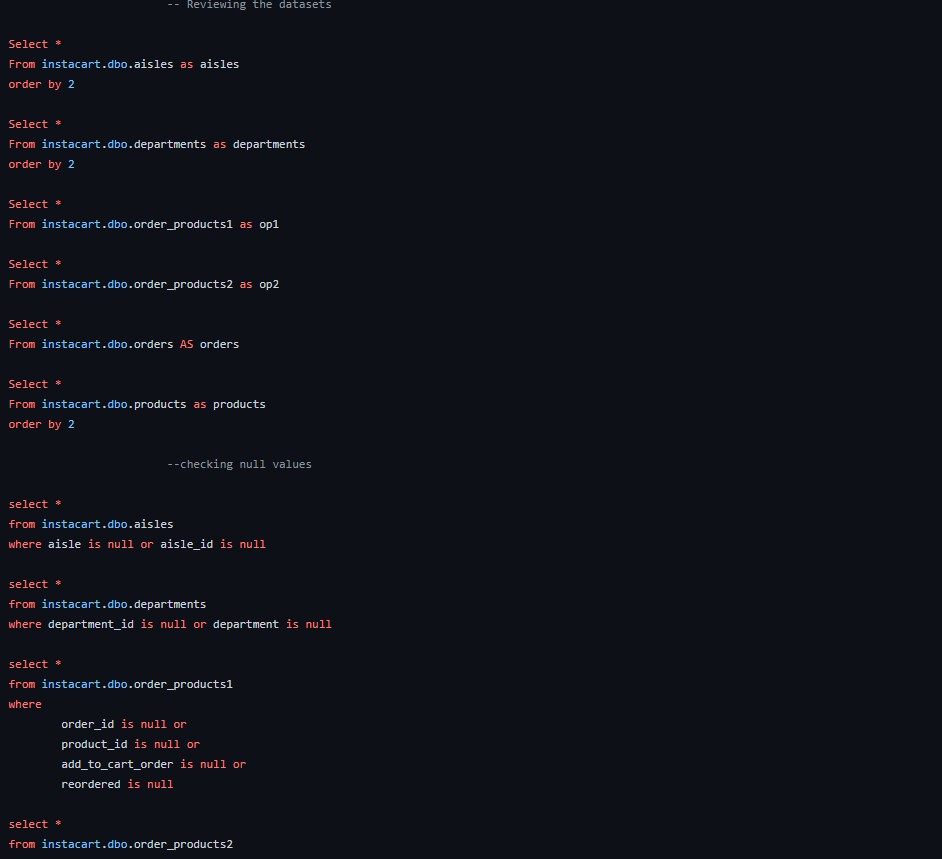 -- Reviewing the datasets
Select *
From instacart.dbo.aisles as aisles
order by 2
Select *
From instacart.dbo.departments as departments
order by 2
Select *
From instacart.dbo.order_products1 as op1
Select *
From instacart.dbo.order_products2 as op2
Select *
From instacart.dbo.orders AS orders
Select *
From instacart.dbo.products as products
order by 2
--checking null values
select *
from instacart.dbo.aisles
where aisle is null or aisle_id is null
select *
from instacart.dbo.departments
where department_id is null or department is null
select *
from instacart.dbo.order_products1
where
order_id is null or
product_id is null or
add_to_cart_order is null or
reordered is null
select *
from instacart.dbo.order_products2